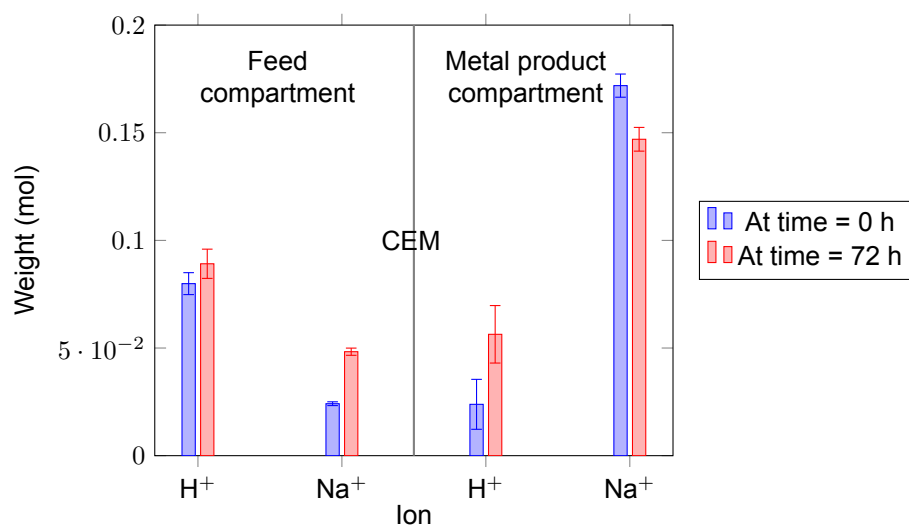 0.2
0.15
0.1
5 · 10⁻²
0
Weight (mol)
Feed
compartment
Metal product
compartment
CEM
H⁺
Na⁺
H⁺
Na⁺
Ion
At time = 0 h
At time = 72 h